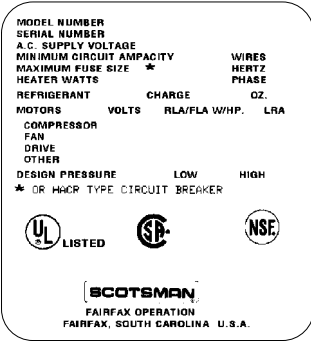 MODEL NUMBER
SERIAL NUMBER
A.C. SUPPLY VOLTAGE
MINIMUM CIRCUIT AMPACITY WIRES
MAXIMUM FUSE SIZE * HERTZ
HEATER WATTS PHASE
REFRIGERANT CHARGE OZ.
MOTORS VOLTS RLA/FLA W/HP. LRA
COMPRESSOR
FAN
DRIVE
OTHER
DESIGN PRESSURE LOW HIGH
* OR HACR TYPE CIRCUIT BREAKER
UL ® LISTED SA NSF
SCOTSMAN
FAIRFAX OPERATION
FAIRFAX, SOUTH CAROLINA U.S.A.